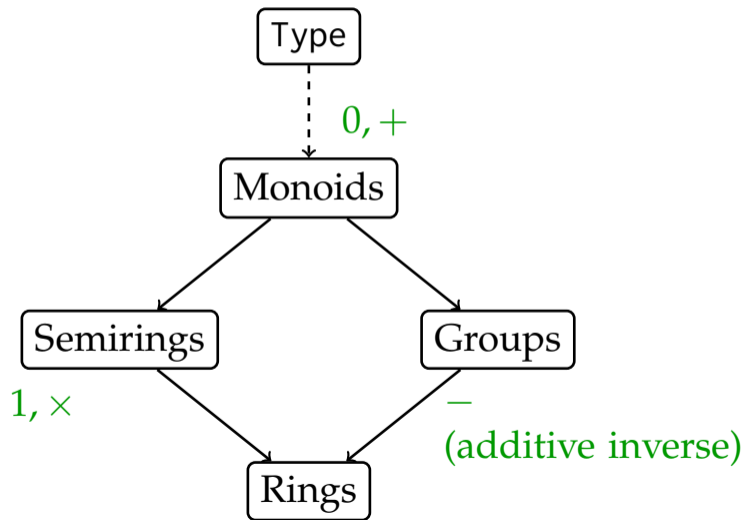 Type
0, +
Monoids
Semirings
Groups
1, ×
−
(additive inverse)
Rings